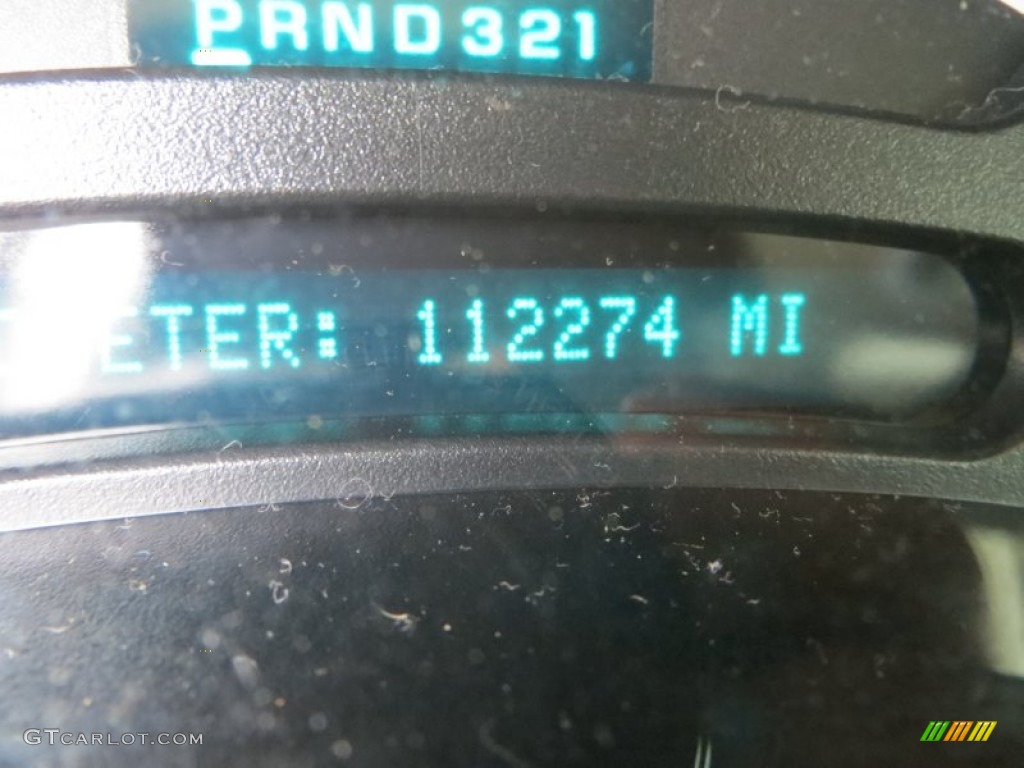 PRND321
ETER: 112274 MI
GTCARLOT.COM